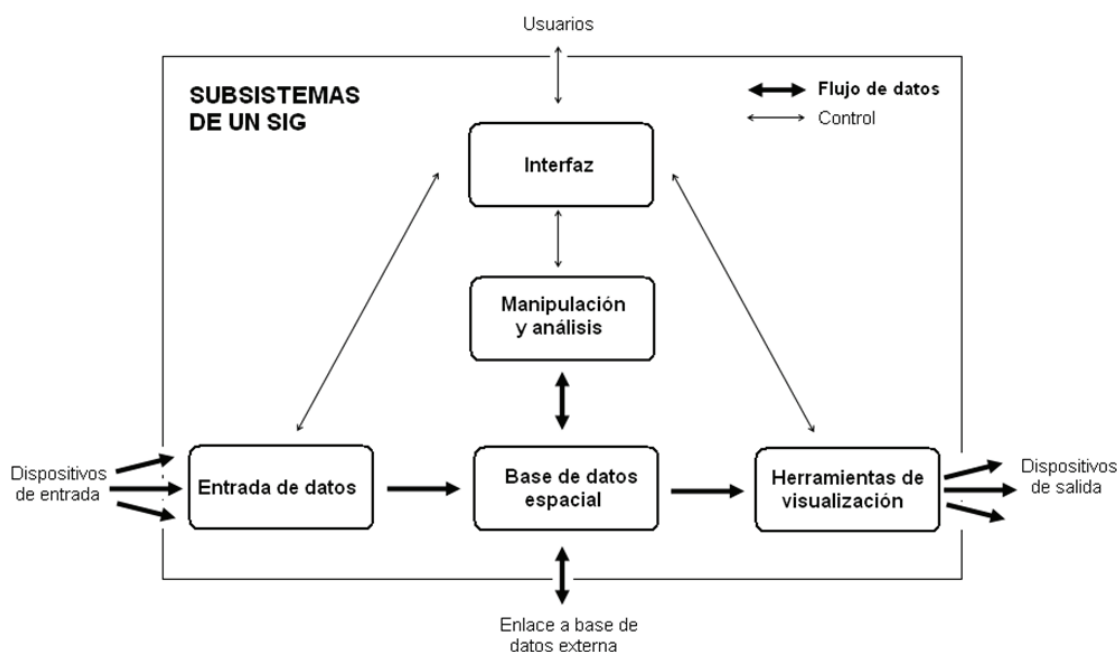 Usuarios
SUBSISTEMAS
DE UN SIG
Flujo de datos
Control
Interfaz
Manipulación
y análisis
Dispositivos
de entrada
Entrada de datos
Base de datos
espacial
Herramientas de
visualización
Dispositivos
de salida
Enlace a base de
datos externa